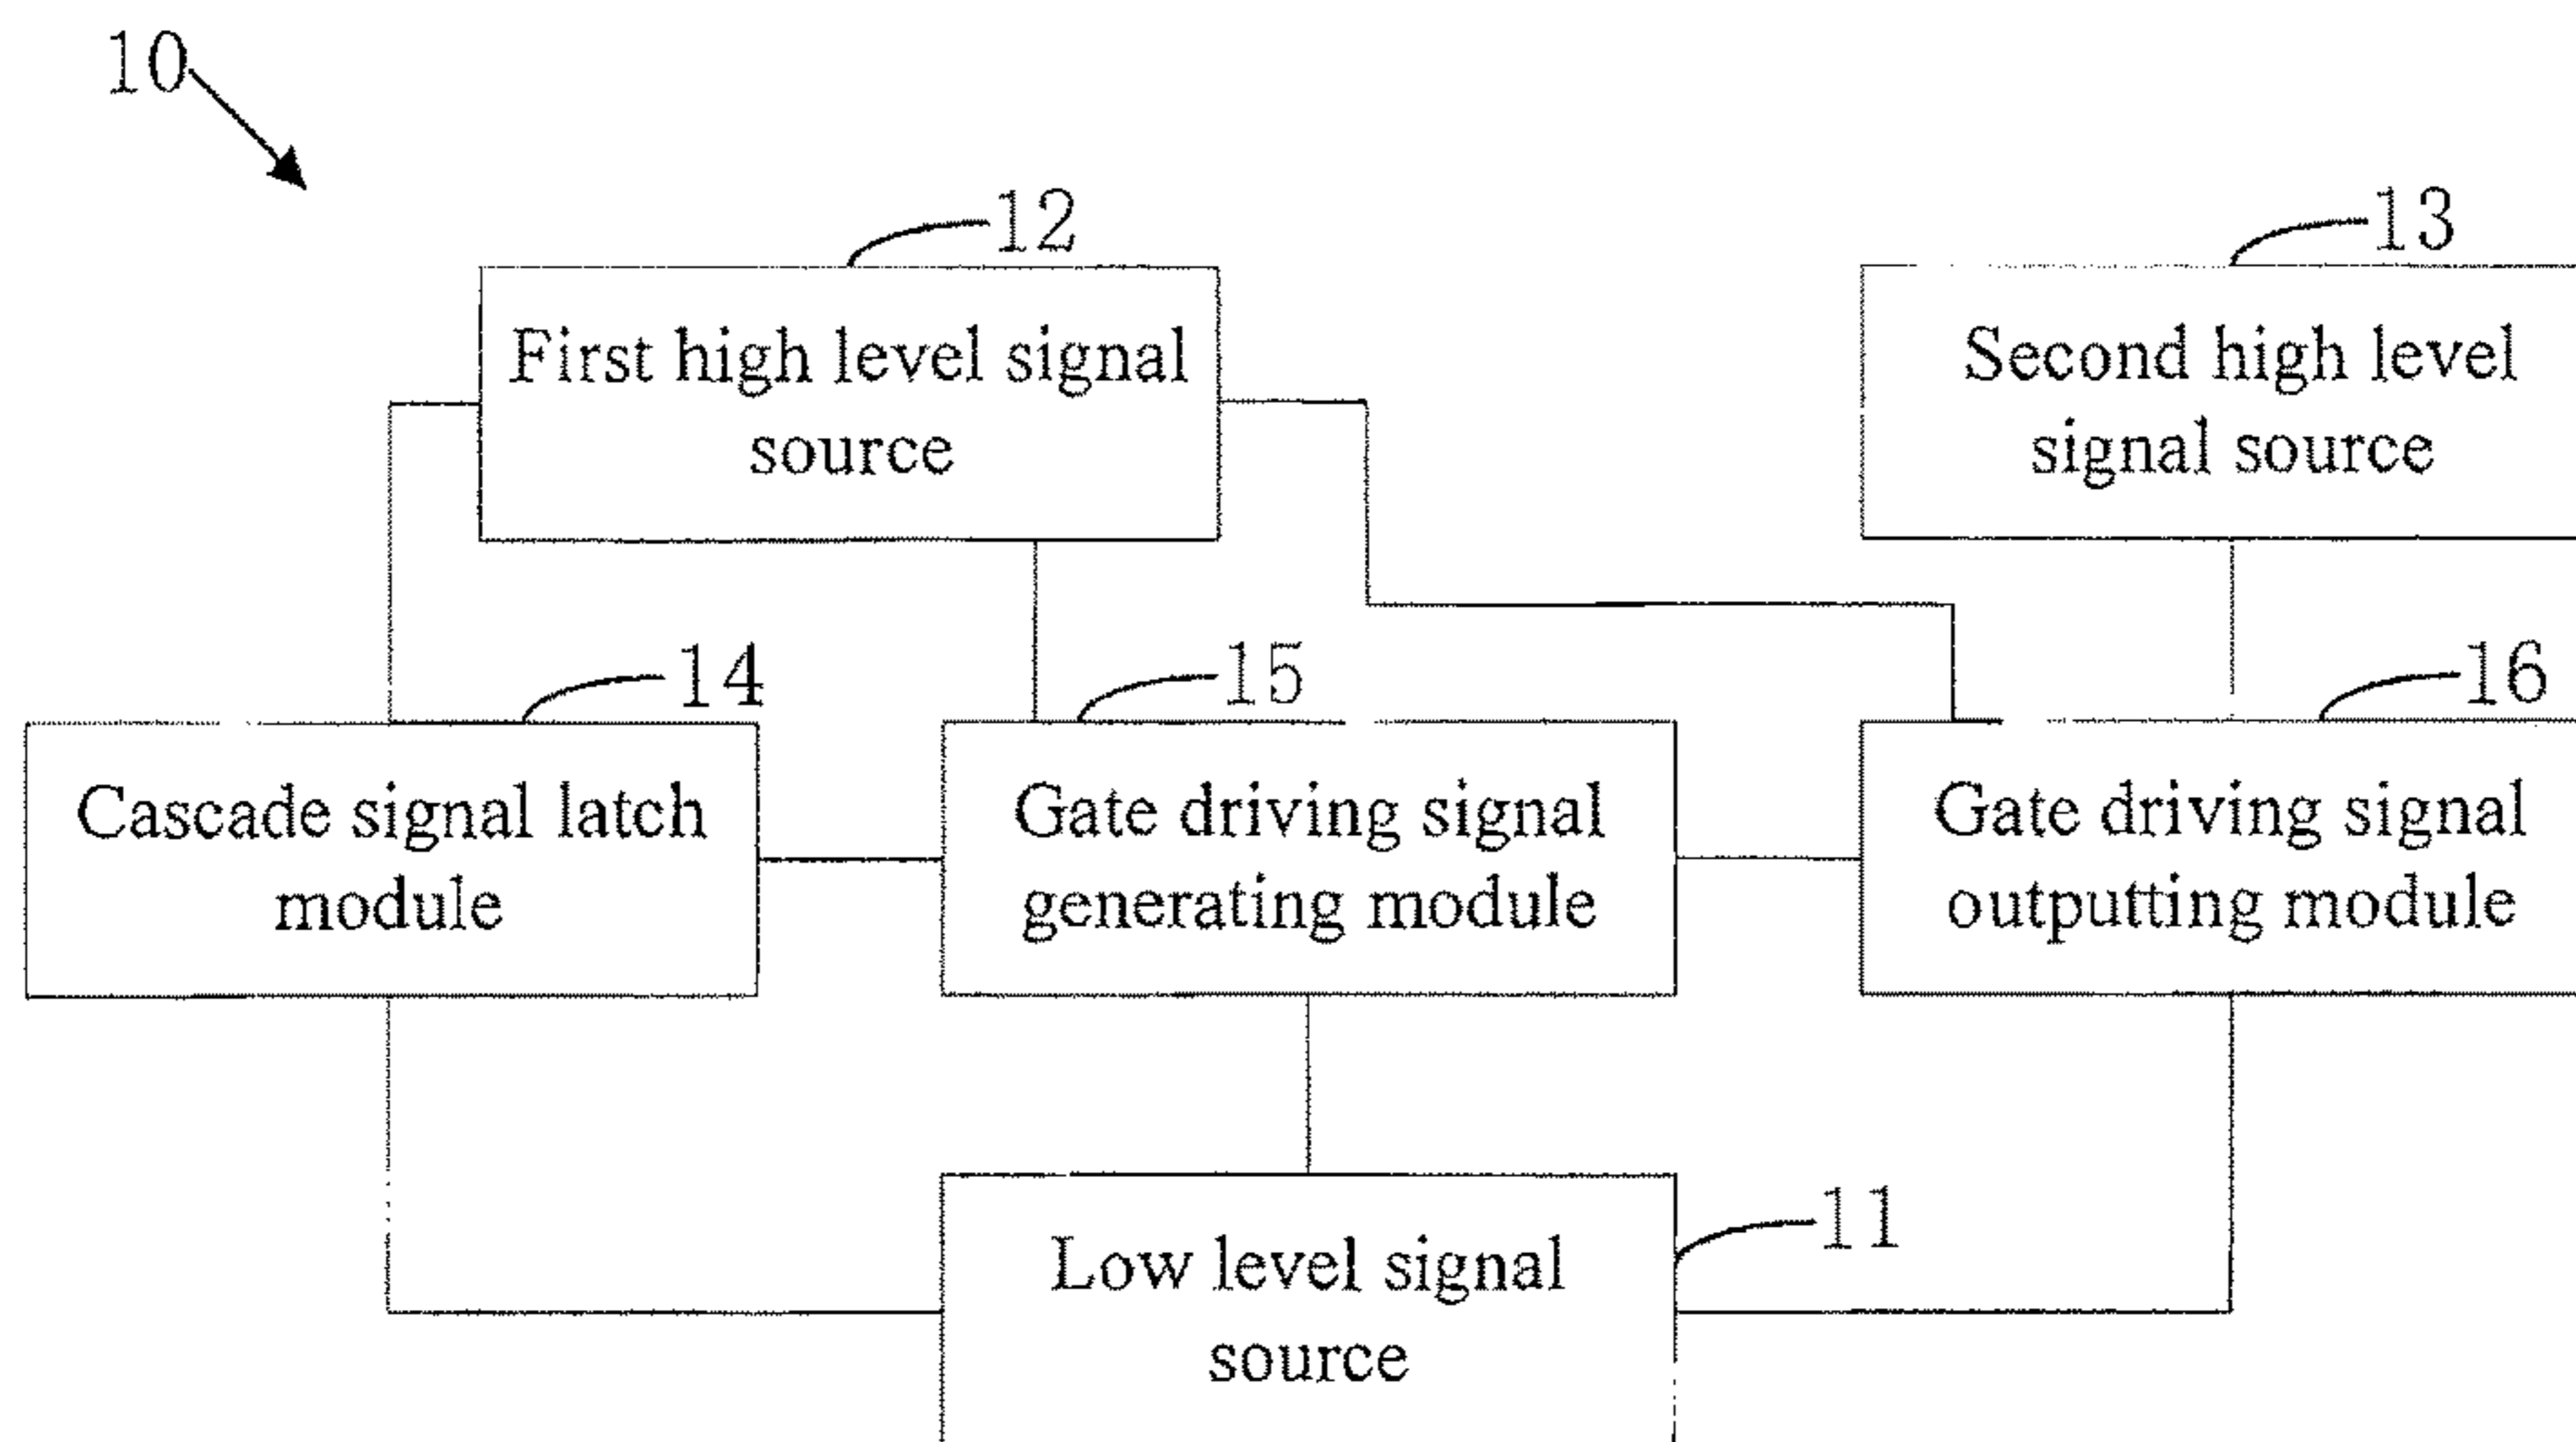 10
12
13
First high level signal
source
Second high level
signal source
14
15
16
Cascade signal latch
module
Gate driving signal
generating module
Gate driving signal
outputting module
11
Low level signal
source